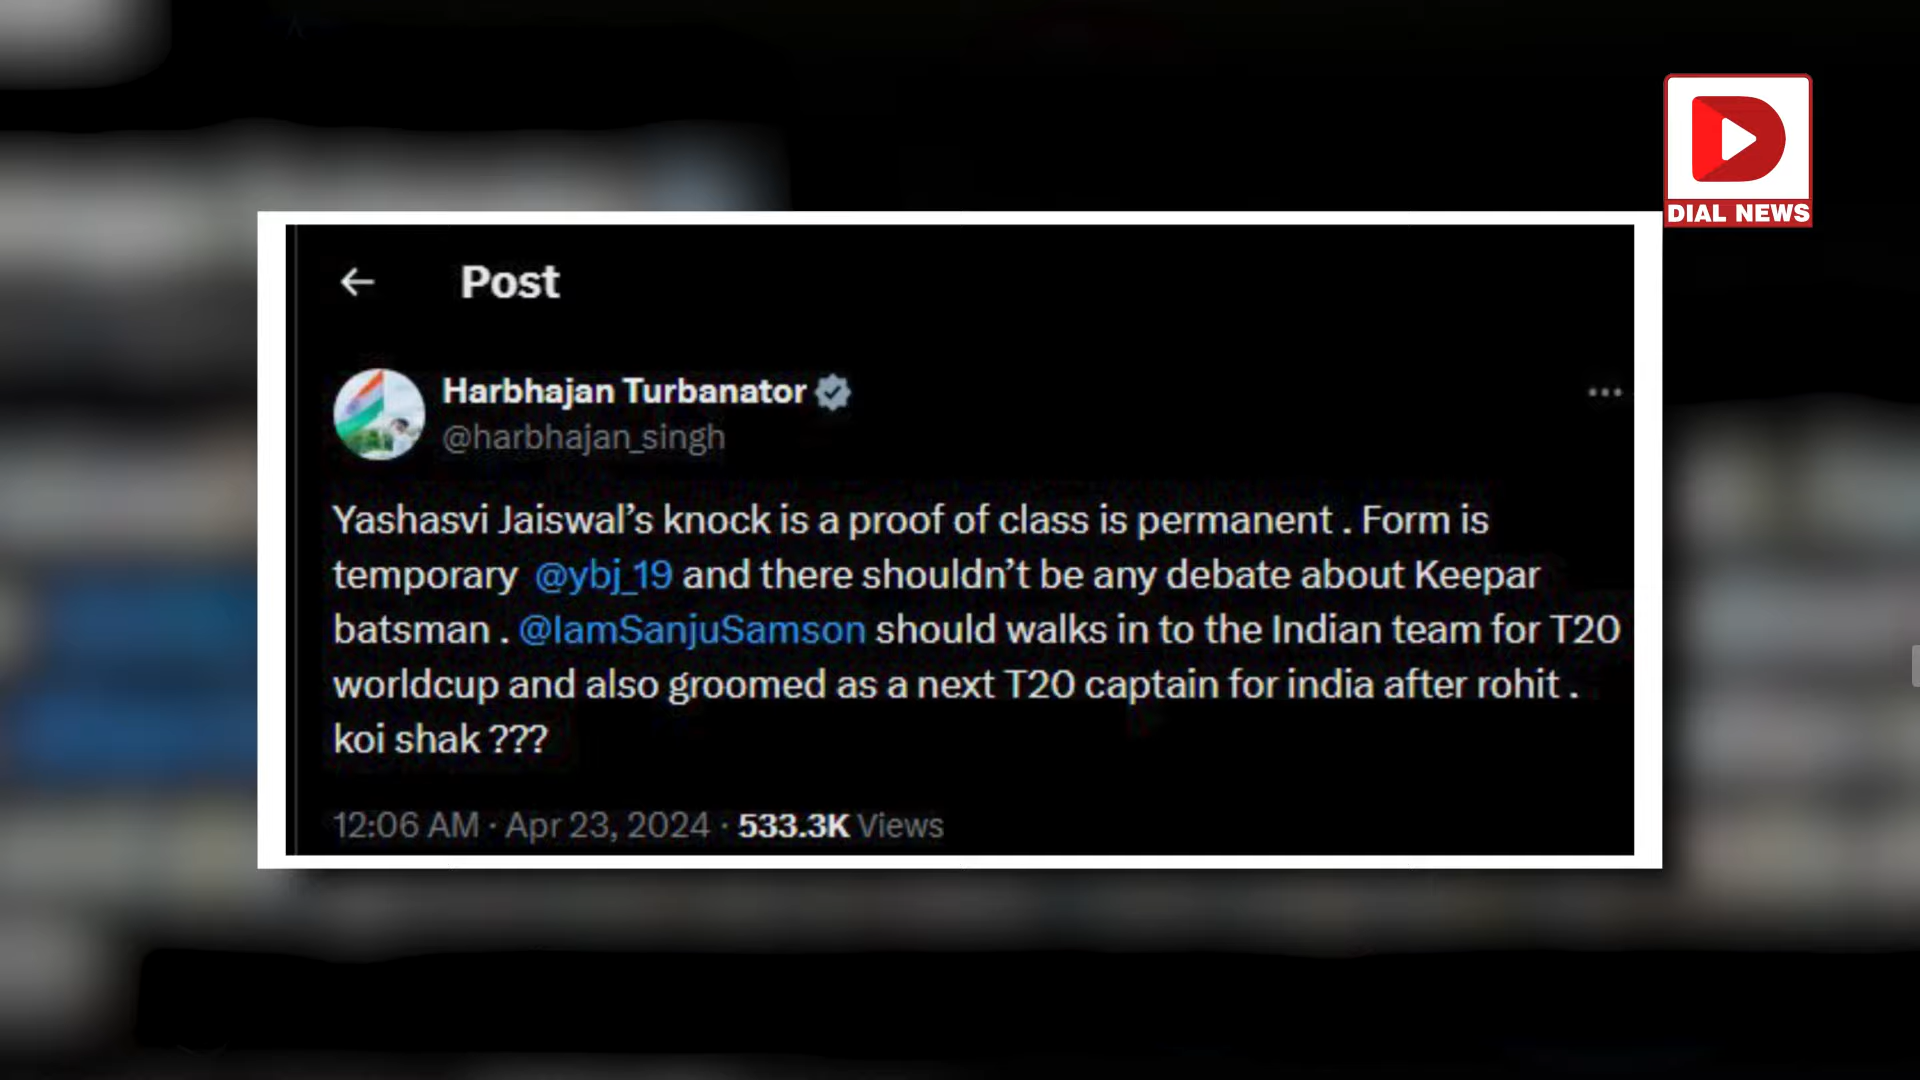 DIAL NEWS
Post
Harbhajan Turbanator
@harbhajan_singh
Yashasvi Jaiswal’s knock is a proof of class is permanent . Form is
temporary @ybj_19 and there shouldn’t be any debate about Keepar
batsman . @IamSanjuSamson should walks in to the Indian team for T20
worldcup and also groomed as a next T20 captain for india after rohit .
koi shak ???
12:06 AM · Apr 23, 2024 · 533.3K Views